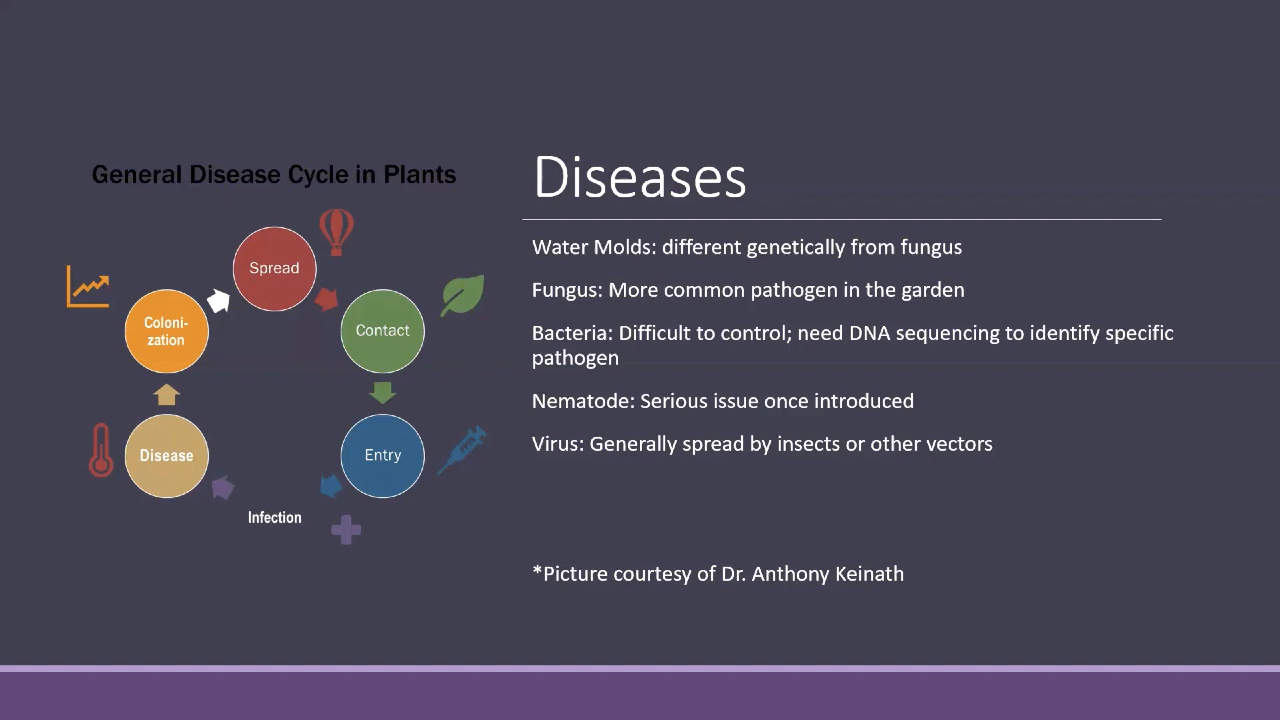 General Disease Cycle in Plants
Spread
Contact
Entry
Infection
Disease
Coloni-
zation
Diseases
Water Molds: different genetically from fungus
Fungus: More common pathogen in the garden
Bacteria: Difficult to control; need DNA sequencing to identify specific
pathogen
Nematode: Serious issue once introduced
Virus: Generally spread by insects or other vectors
*Picture courtesy of Dr. Anthony Keinath